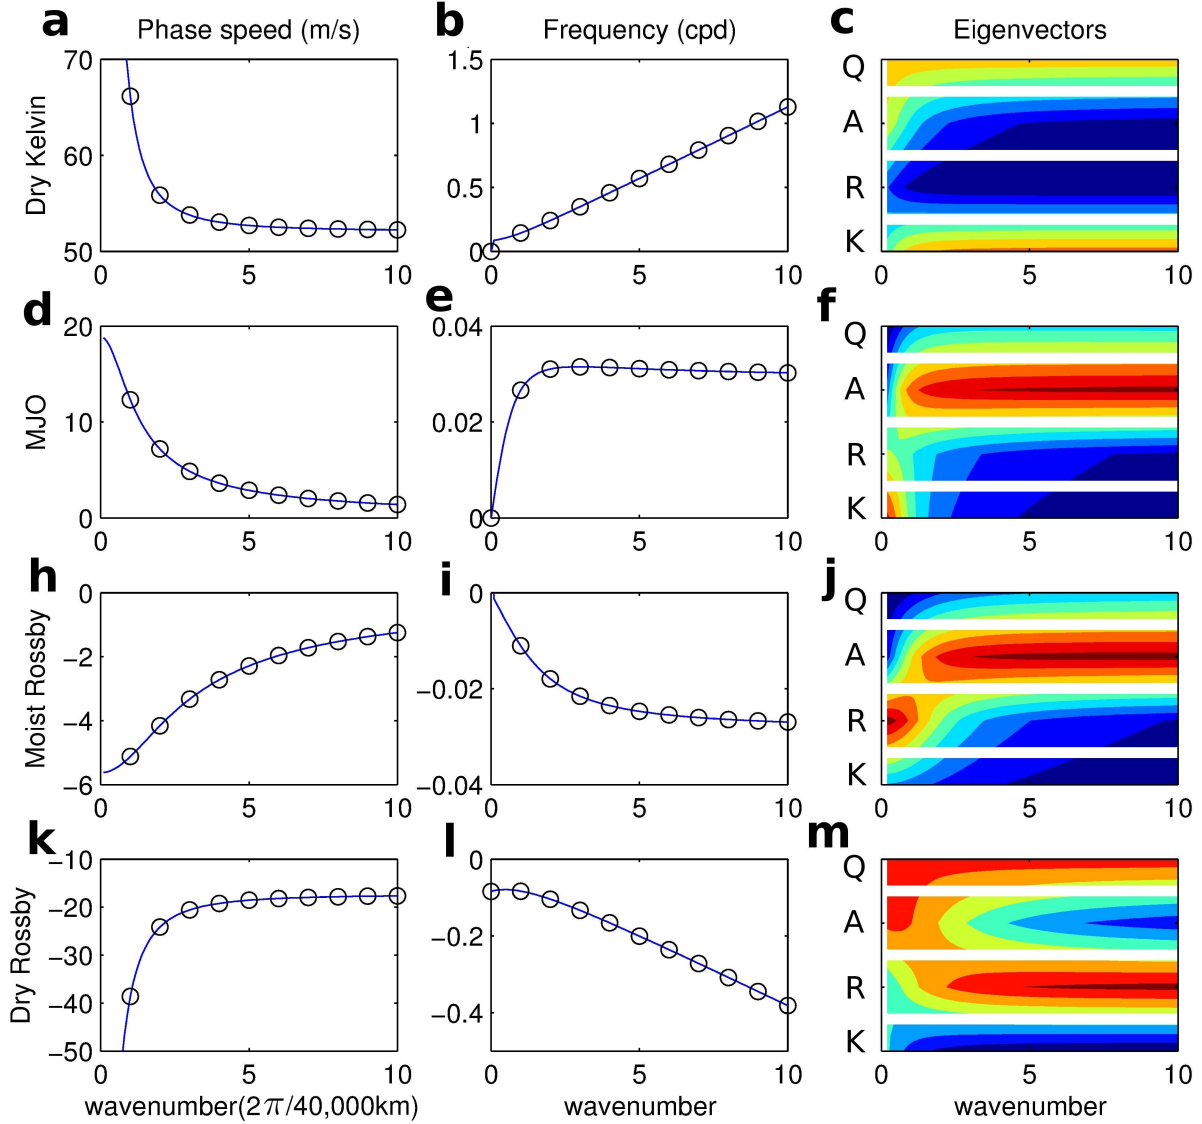 a Phase speed (m/s) b Frequency (cpd) c Eigenvectors
Dry Kelvin
70
60
50
0 5 10
1.5
1
0.5
0
0 5 10
Q
A
R
K
0 5 10
d e f
MJO
20
10
0
0 5 10
0.04
0.02
0
0 5 10
Q
A
R
K
0 5 10
h i j
Moist Rossby
0
−2
−4
−6
0 5 10
0
−0.02
−0.04
0 5 10
Q
A
R
K
0 5 10
k l m
Dry Rossby
−10
−20
−30
−40
−50
0 5 10
wavenumber(2π/40,000km)
0
−0.2
−0.4
0 5 10
wavenumber
Q
A
R
K
0 5 10
wavenumber